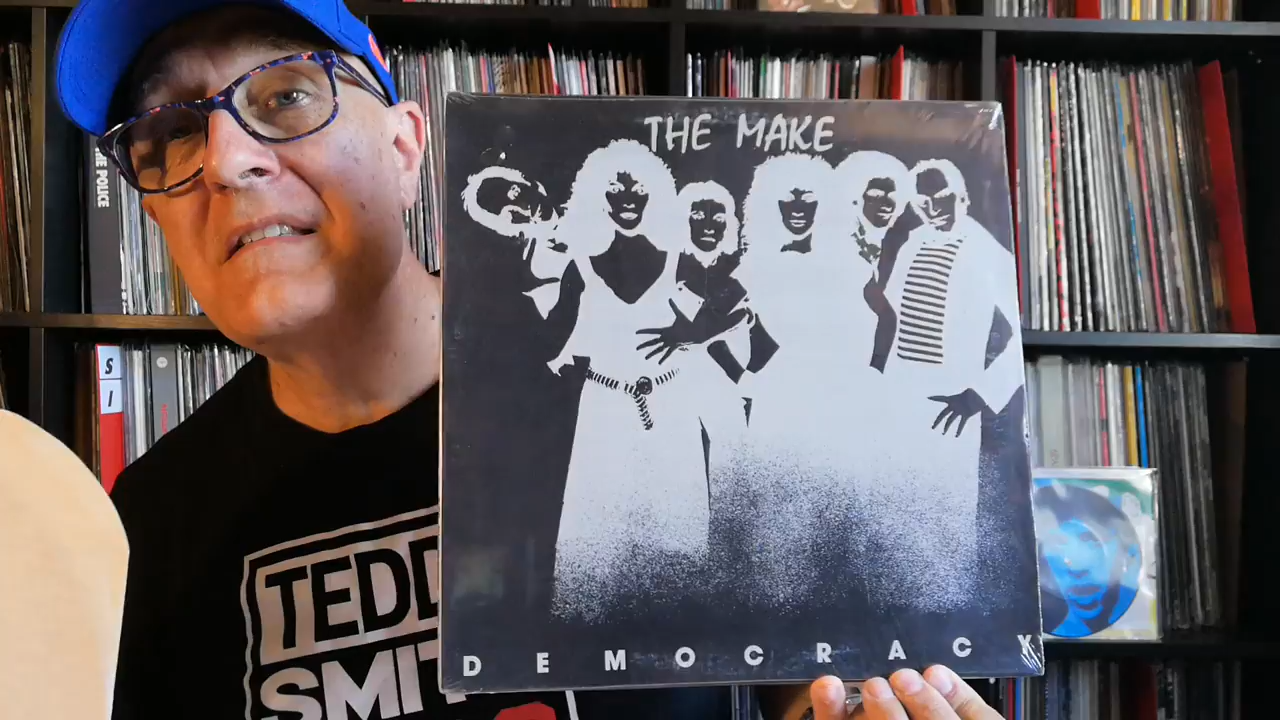 THE MAKE
THE POLICE
S
I
TEDD
SMIT
DEMOCRACY